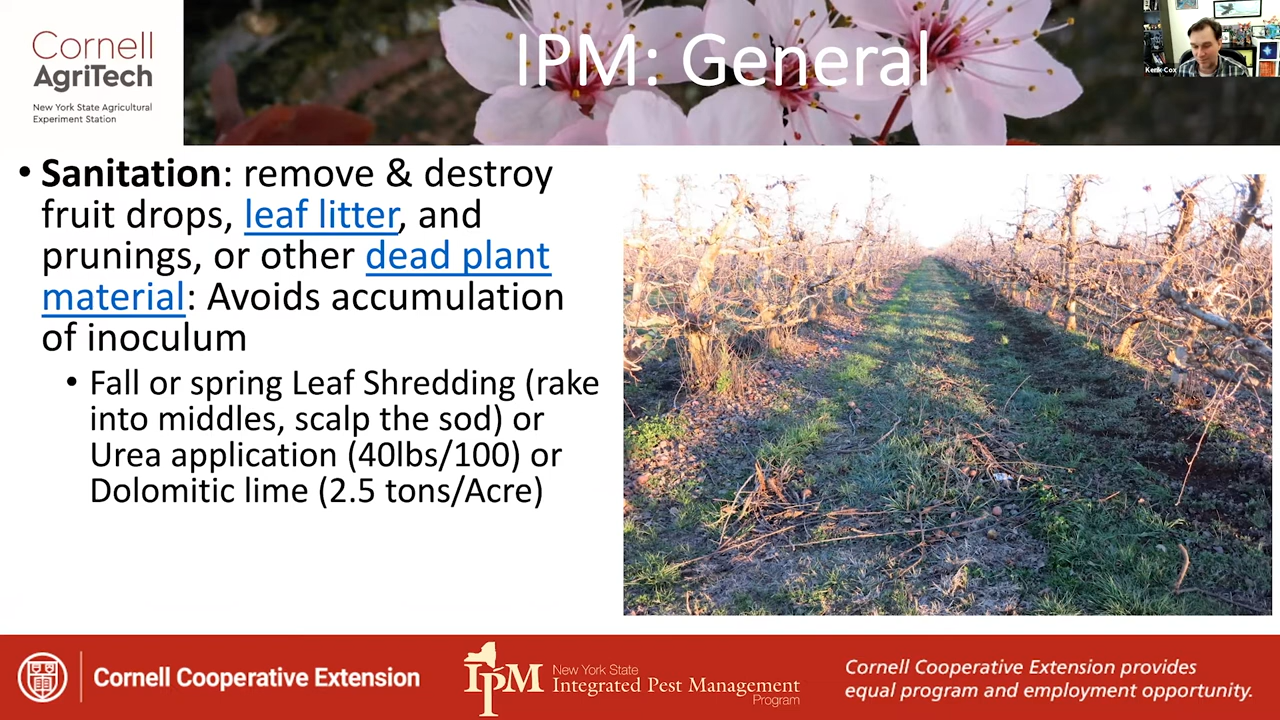 Cornell
AgriTech
New York State Agricultural
Experiment Station
IPM: General
Kerik Cox
• Sanitation: remove & destroy
fruit drops, leaf litter, and
prunings, or other dead plant
material: Avoids accumulation
of inoculum
• Fall or spring Leaf Shredding (rake
into middles, scalp the sod) or
Urea application (40lbs/100) or
Dolomitic lime (2.5 tons/Acre)
Cornell Cooperative Extension
IPM
New York State
Integrated Pest Management
Program
Cornell Cooperative Extension provides
equal program and employment opportunity.